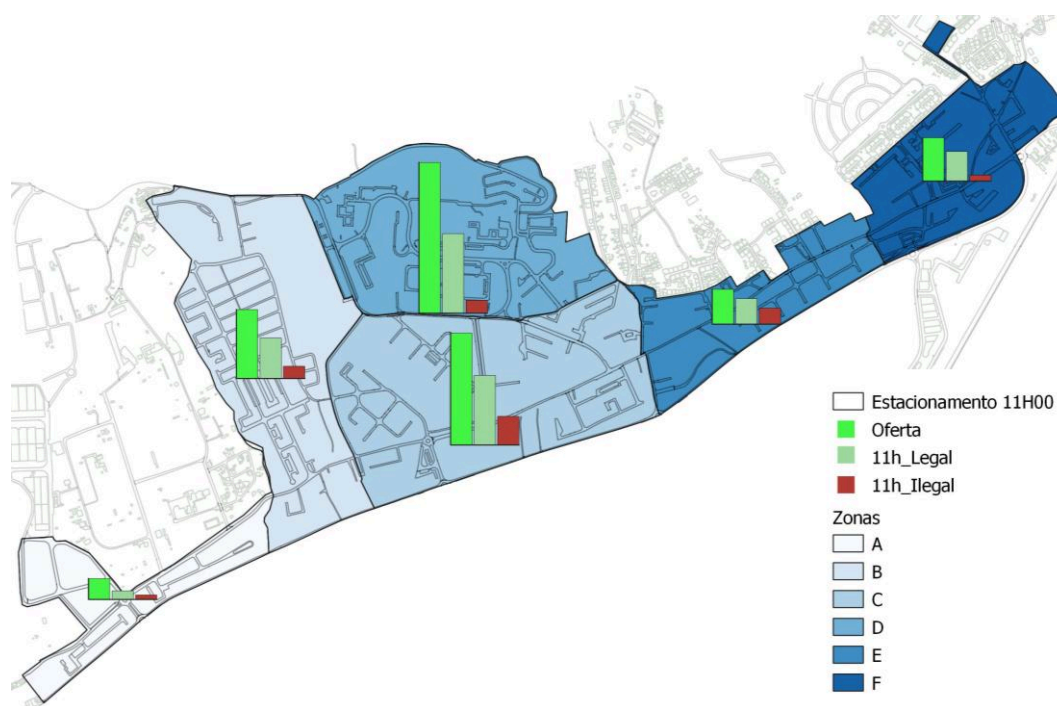 Estacionamento 11H00
Oferta
11h_Legal
11h_Ilegal
Zonas
A
B
C
D
E
F